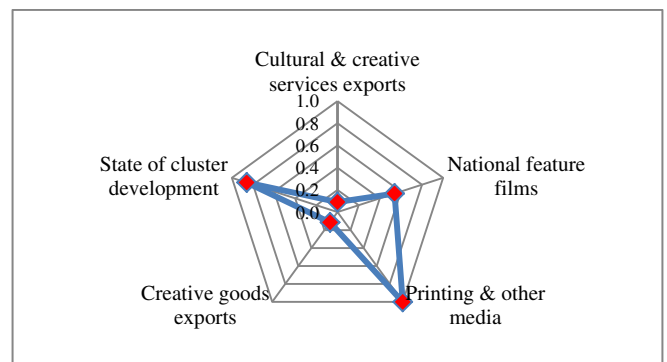 Cultural & creative
services exports
1.0
0.8
0.6
0.4
0.2
0.0
National feature
films
Printing & other
media
Creative goods
exports
State of cluster
development